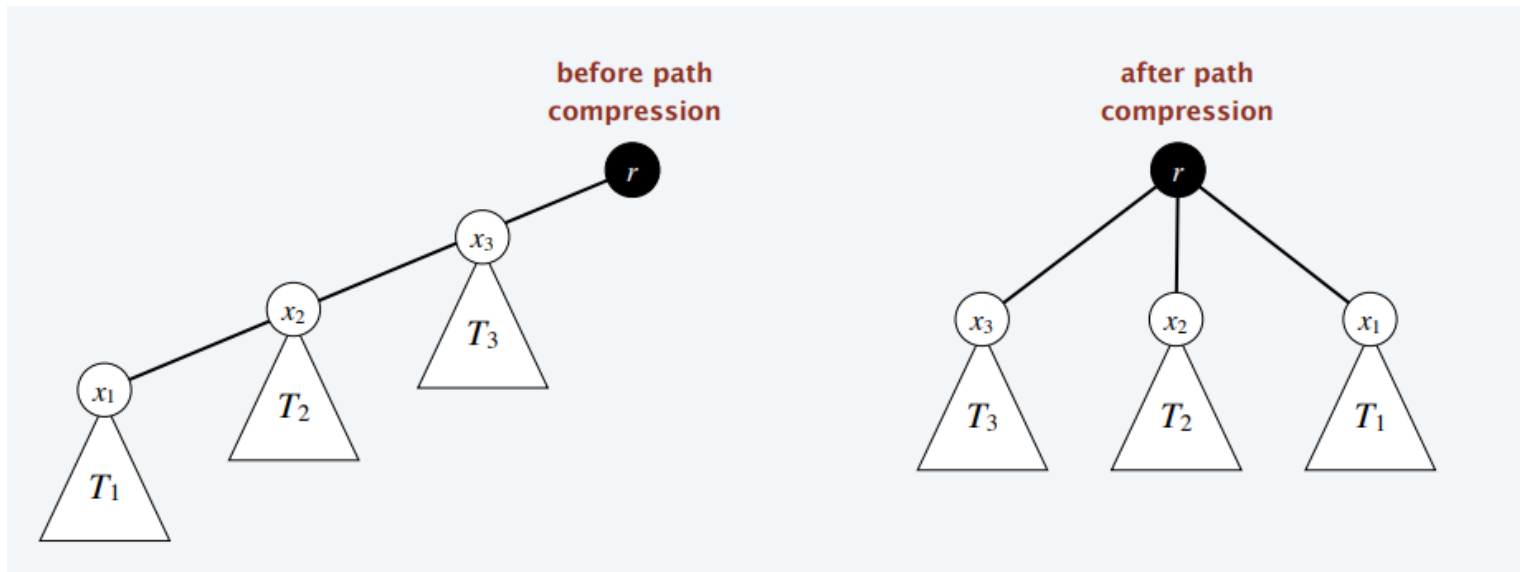 before path
compression
r
x3
x2
T3
x1
T2
T1
after path
compression
r
x3
x2
x1
T3
T2
T1